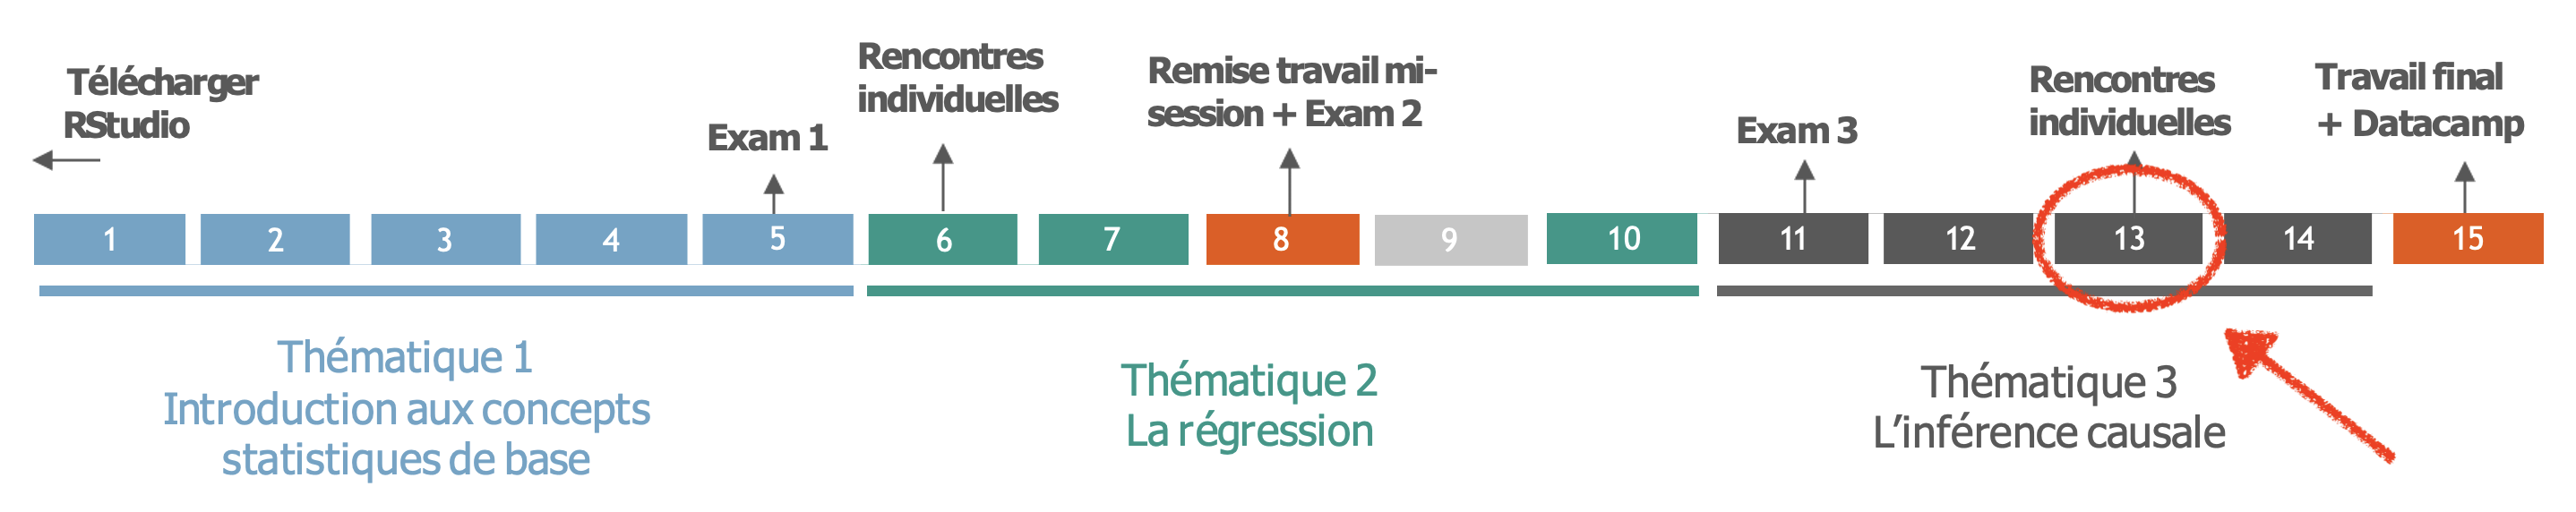 Télécharger
RStudio
Exam 1
Rencontres
individuelles
Remise travail mi-
session + Exam 2
Exam 3
Rencontres
individuelles
Travail final
+ Datacamp
1 2 3 4 5 6 7 8 9 10 11 12 13 14 15
Thématique 1
Introduction aux concepts
statistiques de base
Thématique 2
La régression
Thématique 3
L’inférence causale